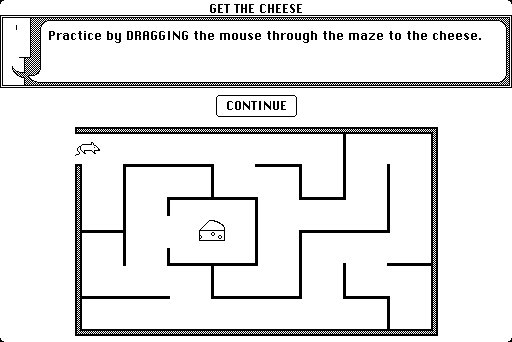 GET THE CHEESE
Practice by DRAGGING the mouse through the maze to the cheese.
CONTINUE